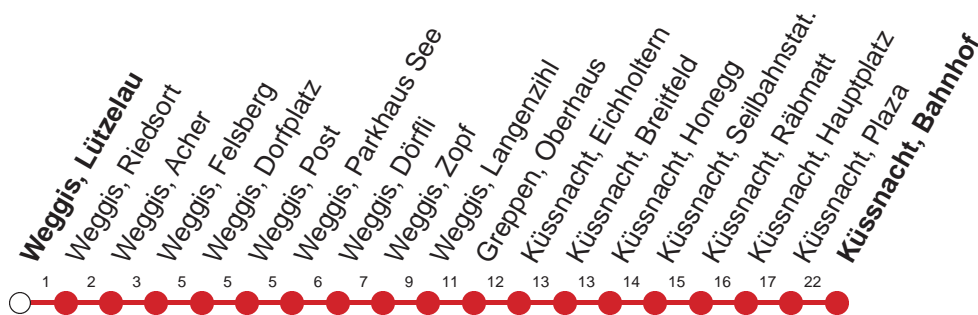 Weggis, Lützelau
Weggis, Riedsort
Weggis, Acher
Weggis, Felsberg
Weggis, Dorfplatz
Weggis, Post
Weggis, Parkhaus See
Weggis, Dörfli
Weggis, Zopf
Weggis, Langenzihl
Greppen, Oberhaus
Küssnacht, Eichholtern
Küssnacht, Breitfeld
Küssnacht, Honegg
Küssnacht, Seilbahnstat.
Küssnacht, Räbmatt
Küssnacht, Hauptplatz
Küssnacht, Plaza
Küssnacht, Bahnhof
1 2 3 5 5 5 6 7 9 11 12 13 13 14 15 16 17 22